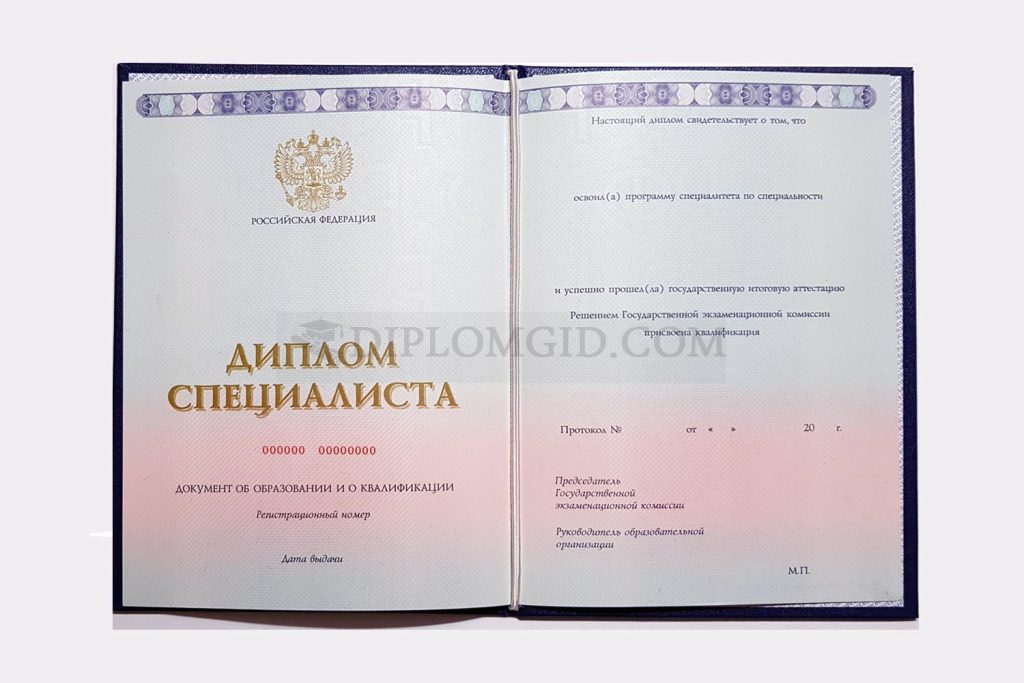 РОССИЙСКАЯ ФЕДЕРАЦИЯ
ДИПЛОМ
СПЕЦИАЛИСТА
000000 00000000
ДОКУМЕНТ ОБ ОБРАЗОВАНИИ И О КВАЛИФИКАЦИИ
Регистрационный номер
Дата выдачи
Настоящий диплом свидетельствует о том, что
освоил(а) программу специалитета по специальности
и успешно прошел(ла) государственную итоговую аттестацию
Решением Государственной экзаменационной комиссии
присвоена квалификация
Протокол № от « » 20 г.
Председатель
Государственной
экзаменационной комиссии
Руководитель образовательной
организации
М.П.
DIPLOMGID.COM